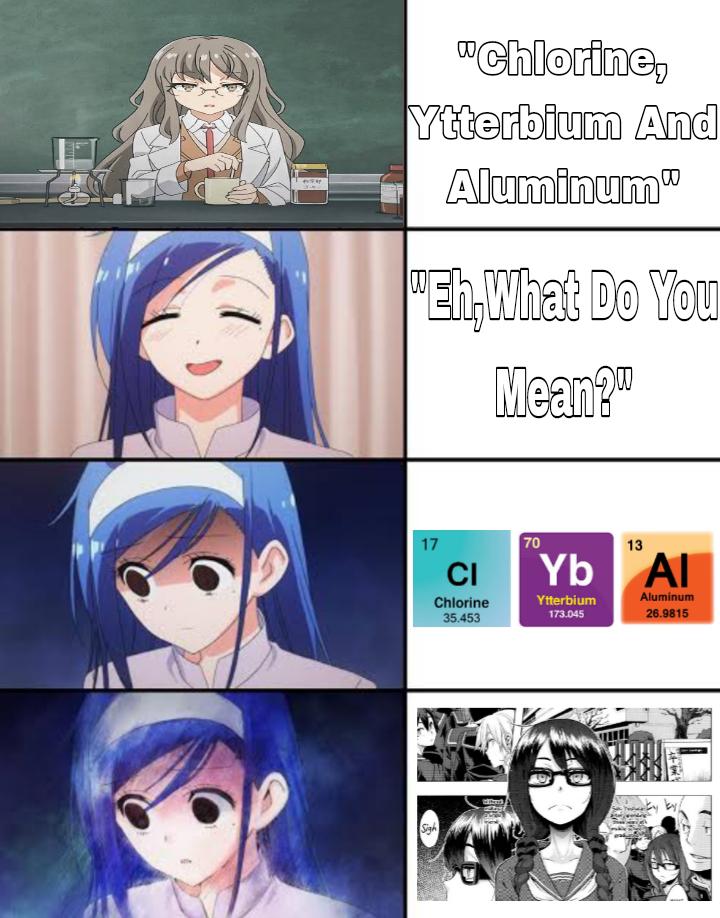 "Chlorine,
Ytterbium And
Aluminum"
"Eh,What Do You
Mean?"
17
Cl
Chlorine
35.453
70
Yb
Ytterbium
173.045
13
Al
Aluminum
26.9815
Sigh